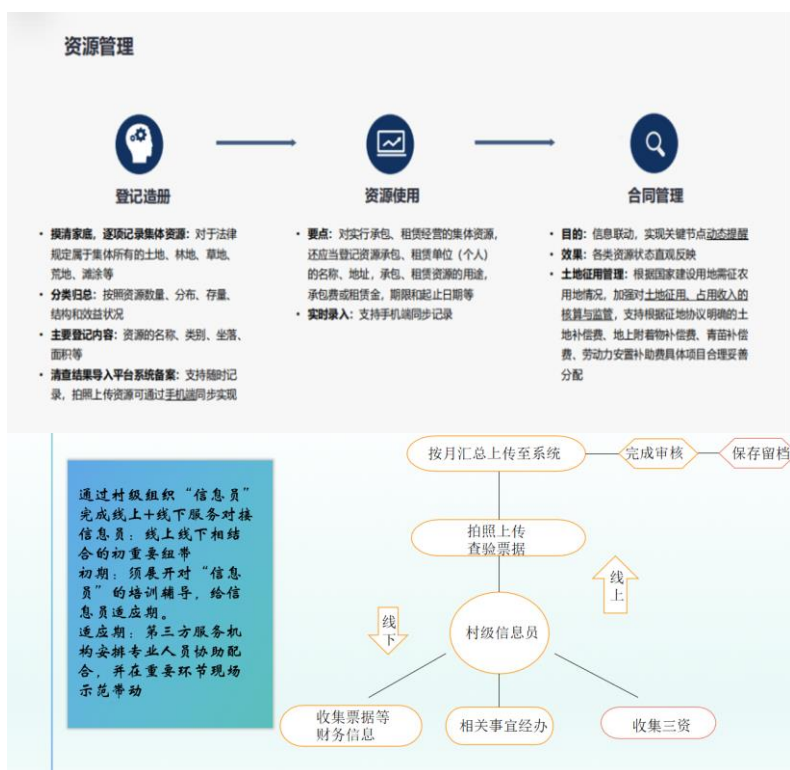 资源管理
登记造册
• 摸清家底，逐项记录集体资源：对于法律
规定属于集体所有的土地、林地、草地、
荒地、滩涂等
• 分类归总：按照资源数量、分布、存量、
结构和效益状况
• 主要登记内容：资源的名称、类别、坐落、
面积等
• 清查结果导入平台系统备案：支持随时记
录，拍照上传资源可通过手机端同步实现
资源使用
• 要点：对实行承包、租赁经营的集体资源，
还应当登记资源承包、租赁单位（个人）
的名称、地址，承包、租赁资源的用途，
承包费或租赁金，期限和起止日期等
• 实时录入：支持手机端同步记录
合同管理
• 目的：信息联动，实现关键节点动态提醒
• 效果：各类资源状态直观反映
• 土地征用管理：根据国家建设用地需征农
用地情况，加强对土地征用、占用收入的
核算与监管，支持根据征地协议明确的土
地补偿费、地上附着物补偿费、青苗补偿
费、劳动力安置补助费具体项目合理妥善
分配
通过村级组织“信息员”
完成线上+线下服务对接
信息员：线上线下相结
合的初重要纽带
初期：须展开对“信息
员”的培训辅导，给信
息员适应期。
适应期：第三方服务机
构安排专业人员协助配
合，并在重要环节现场
示范带动
按月汇总上传至系统
完成审核
保存留档
拍照上传
查验票据
线
上
线
下
村级信息员
收集票据等
财务信息
相关事宜经办
收集三资